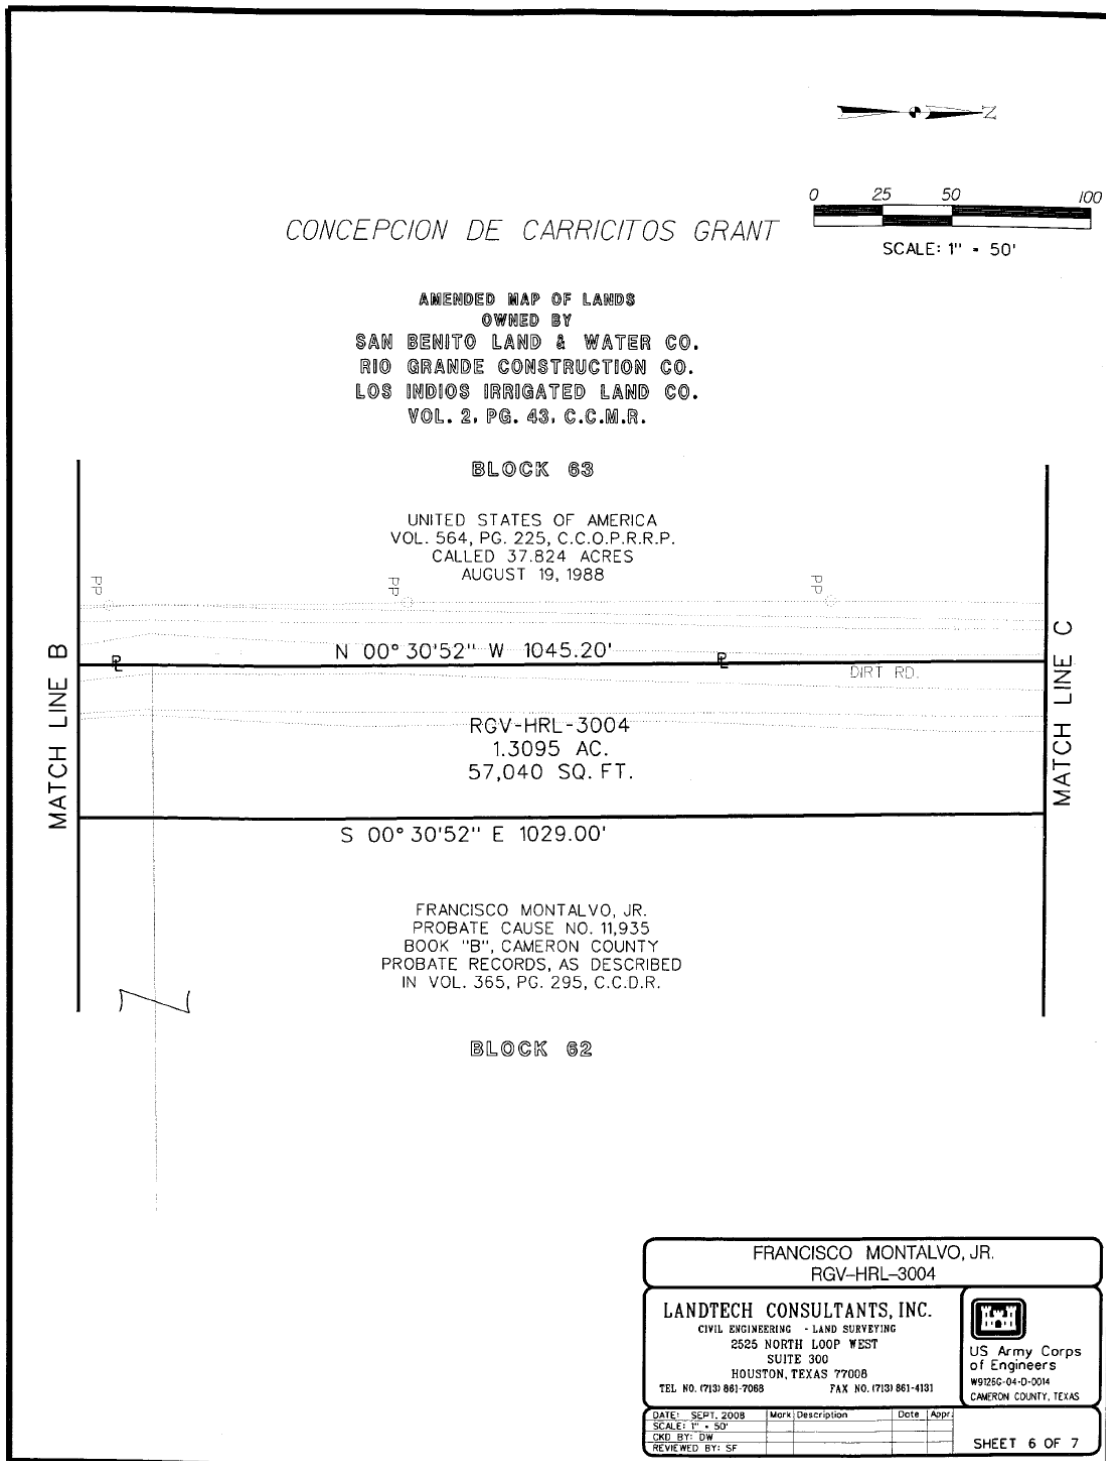 N
0 25 50 100
SCALE: 1" = 50'
CONCEPCION DE CARRICITOS GRANT
AMENDED MAP OF LANDS
OWNED BY
SAN BENITO LAND & WATER CO.
RIO GRANDE CONSTRUCTION CO.
LOS INDIOS IRRIGATED LAND CO.
VOL. 2, PG. 43, C.C.M.R.
BLOCK 63
UNITED STATES OF AMERICA
VOL. 564, PG. 225, C.C.O.P.R.R.P.
CALLED 37.824 ACRES
AUGUST 19, 1988
PP
PP
PP
MATCH LINE B
MATCH LINE C
N 00° 30'52" W 1045.20'
PL
PL
DIRT RD.
RGV-HRL-3004
1.3095 AC.
57,040 SQ. FT.
S 00° 30'52" E 1029.00'
FRANCISCO MONTALVO, JR.
PROBATE CAUSE NO. 11,935
BOOK "B", CAMERON COUNTY
PROBATE RECORDS, AS DESCRIBED
IN VOL. 365, PG. 295, C.C.D.R.
BLOCK 62
FRANCISCO MONTALVO, JR.
RGV-HRL-3004
LANDTECH CONSULTANTS, INC.
CIVIL ENGINEERING - LAND SURVEYING
2525 NORTH LOOP WEST
SUITE 300
HOUSTON, TEXAS 77008
TEL NO. (713) 861-7068 FAX NO. (713) 861-4131
US Army Corps
of Engineers
W9126G-04-D-0014
CAMERON COUNTY, TEXAS
DATE: SEPT. 2008 Mark Description Date Appr.
SCALE: 1" = 50'
CKD BY: DW
REVIEWED BY: SF
SHEET 6 OF 7